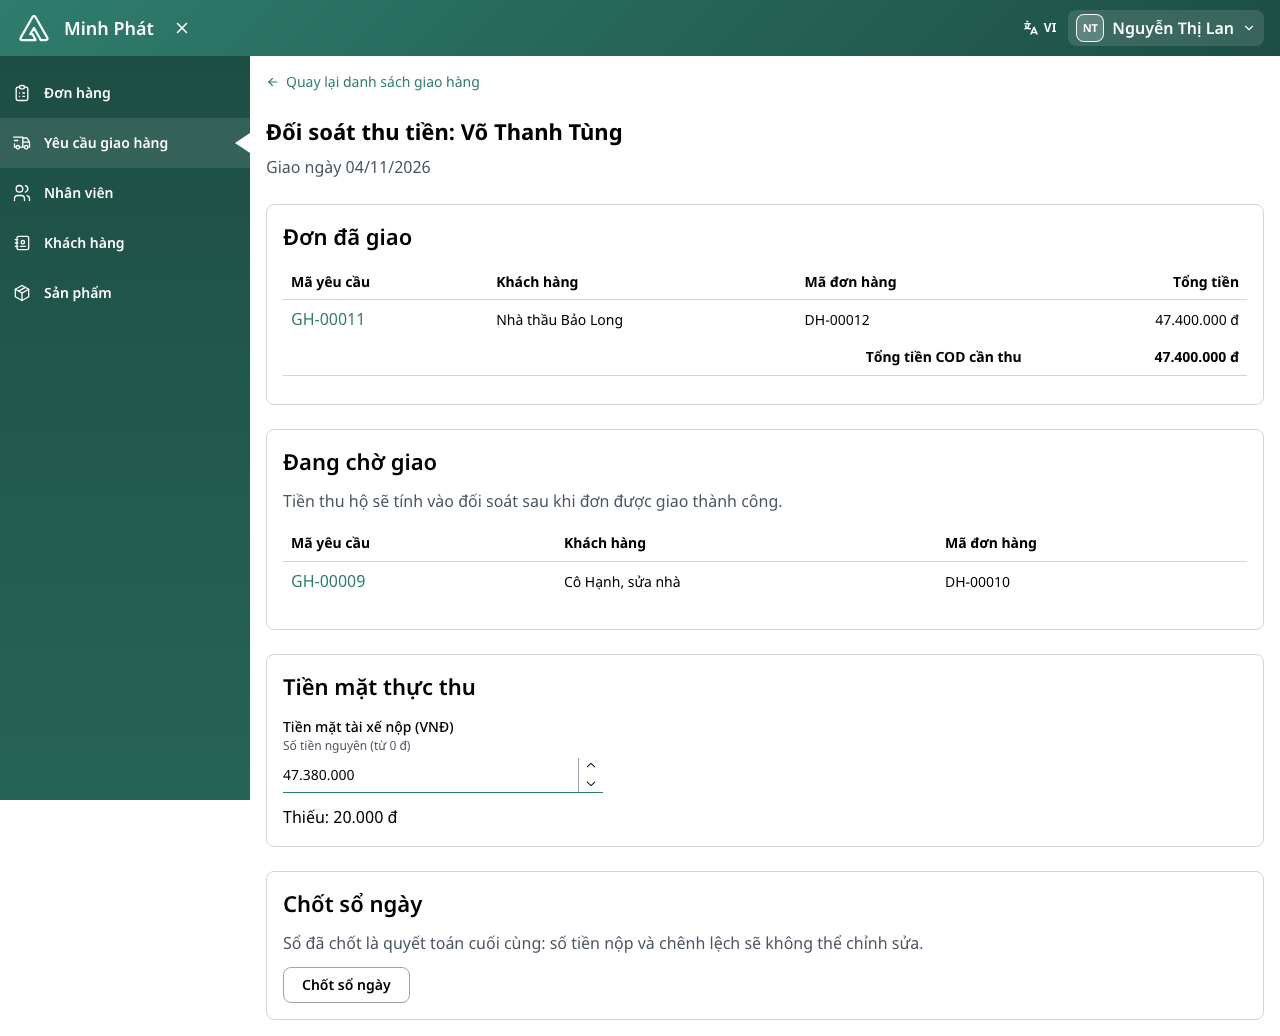 Minh Phát
VI
NT
Nguyễn Thị Lan
Đơn hàng
Yêu cầu giao hàng
Nhân viên
Khách hàng
Sản phẩm
Quay lại danh sách giao hàng
Đối soát thu tiền: Võ Thanh Tùng
Giao ngày 04/11/2026
Đơn đã giao
Mã yêu cầu Khách hàng Mã đơn hàng Tổng tiền
GH-00011 Nhà thầu Bảo Long DH-00012 47.400.000 đ
Tổng tiền COD cần thu 47.400.000 đ
Đang chờ giao
Tiền thu hộ sẽ tính vào đối soát sau khi đơn được giao thành công.
Mã yêu cầu Khách hàng Mã đơn hàng
GH-00009 Cô Hạnh, sửa nhà DH-00010
Tiền mặt thực thu
Tiền mặt tài xế nộp (VNĐ)
Số tiền nguyên (từ 0 đ)
47.380.000
Thiếu: 20.000 đ
Chốt sổ ngày
Sổ đã chốt là quyết toán cuối cùng: số tiền nộp và chênh lệch sẽ không thể chỉnh sửa.
Chốt sổ ngày